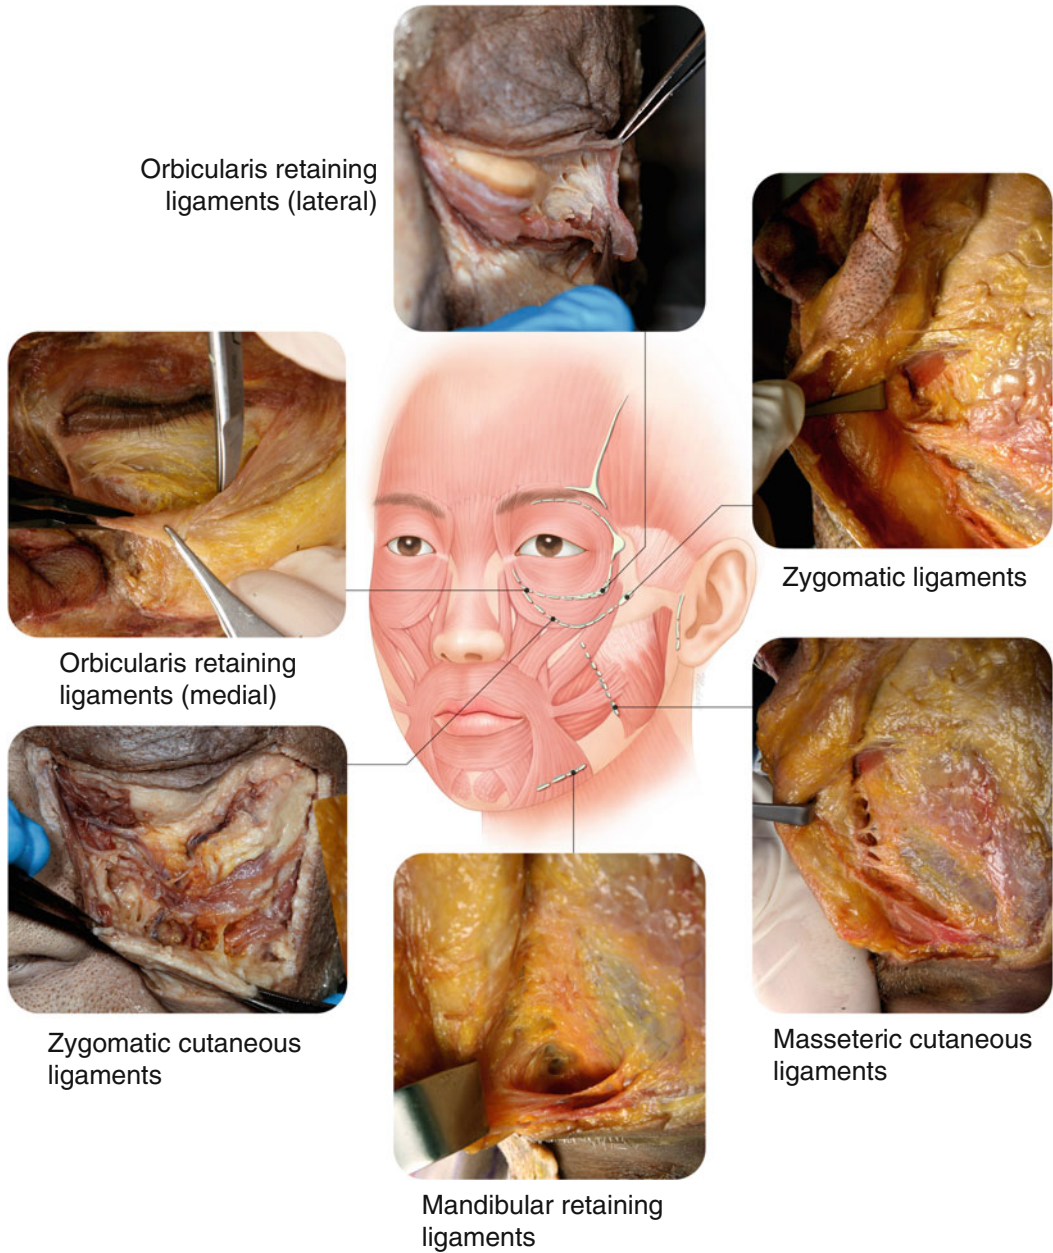 Orbicularis retaining
ligaments (lateral)
Zygomatic ligaments
Orbicularis retaining
ligaments (medial)
Zygomatic cutaneous
ligaments
Masseteric cutaneous
ligaments
Mandibular retaining
ligaments